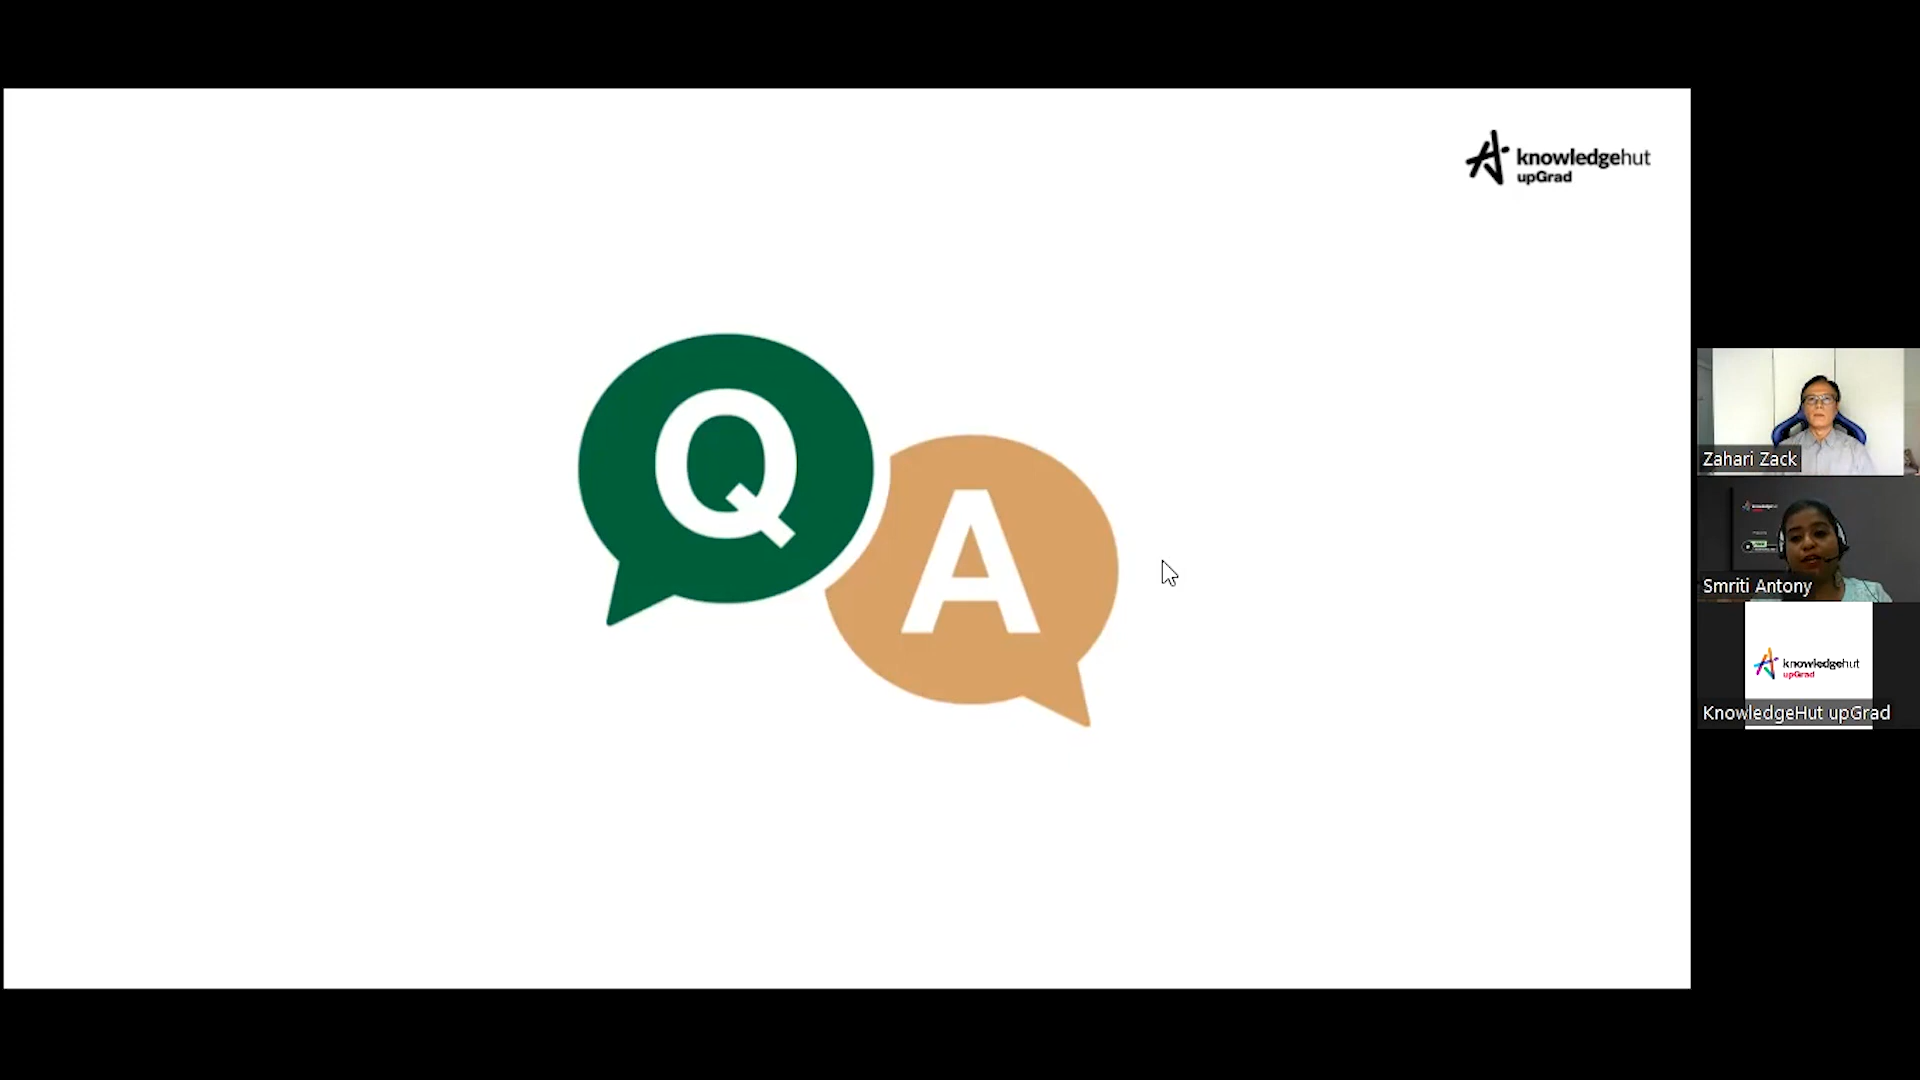 knowledgehut
upGrad
Q
A
Zahari Zack
Smriti Antony
knowledgehut
upGrad
KnowledgeHut upGrad